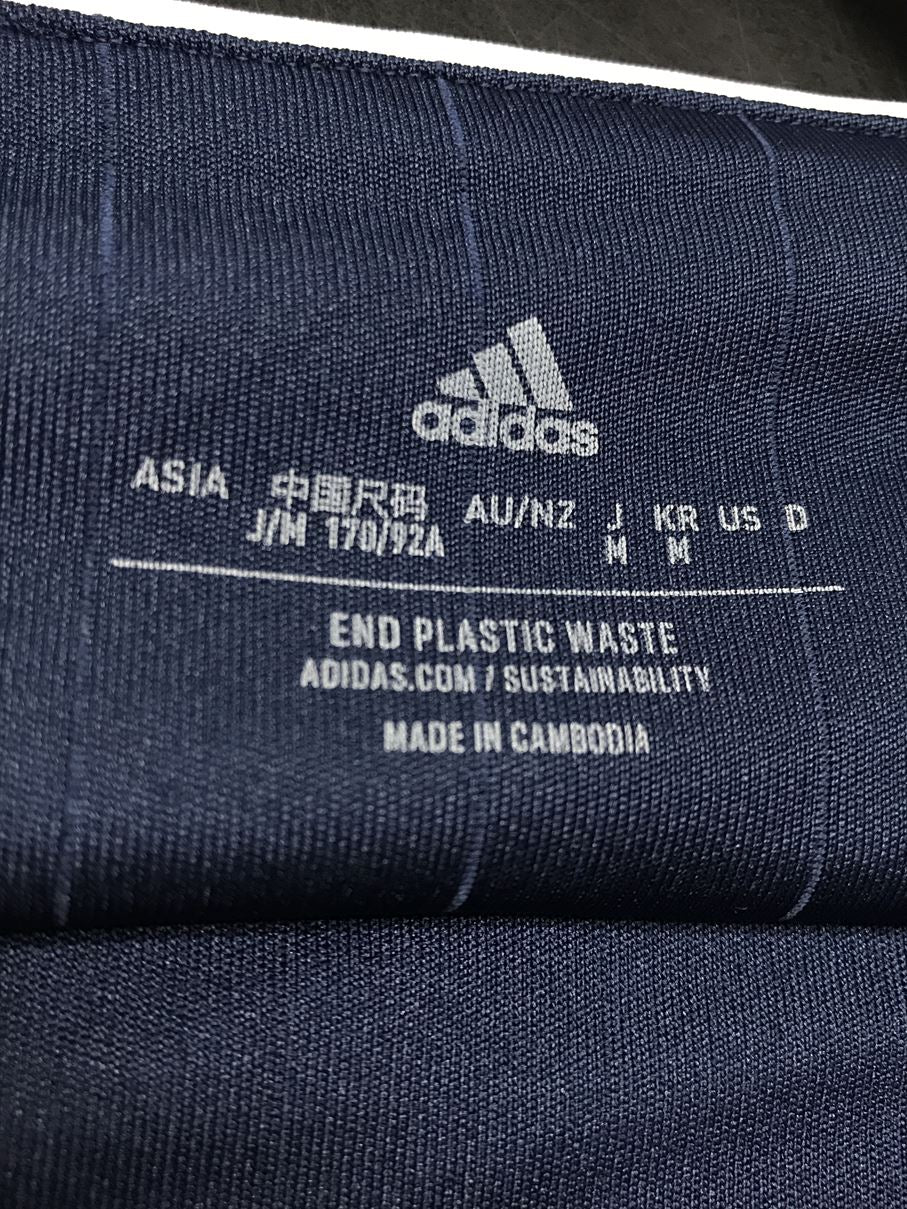 adidas
ASIA 中国尺码 AU/NZ J KR US D
J/M 170/92A M M
END PLASTIC WASTE
ADIDAS.COM / SUSTAINABILITY
MADE IN CAMBODIA